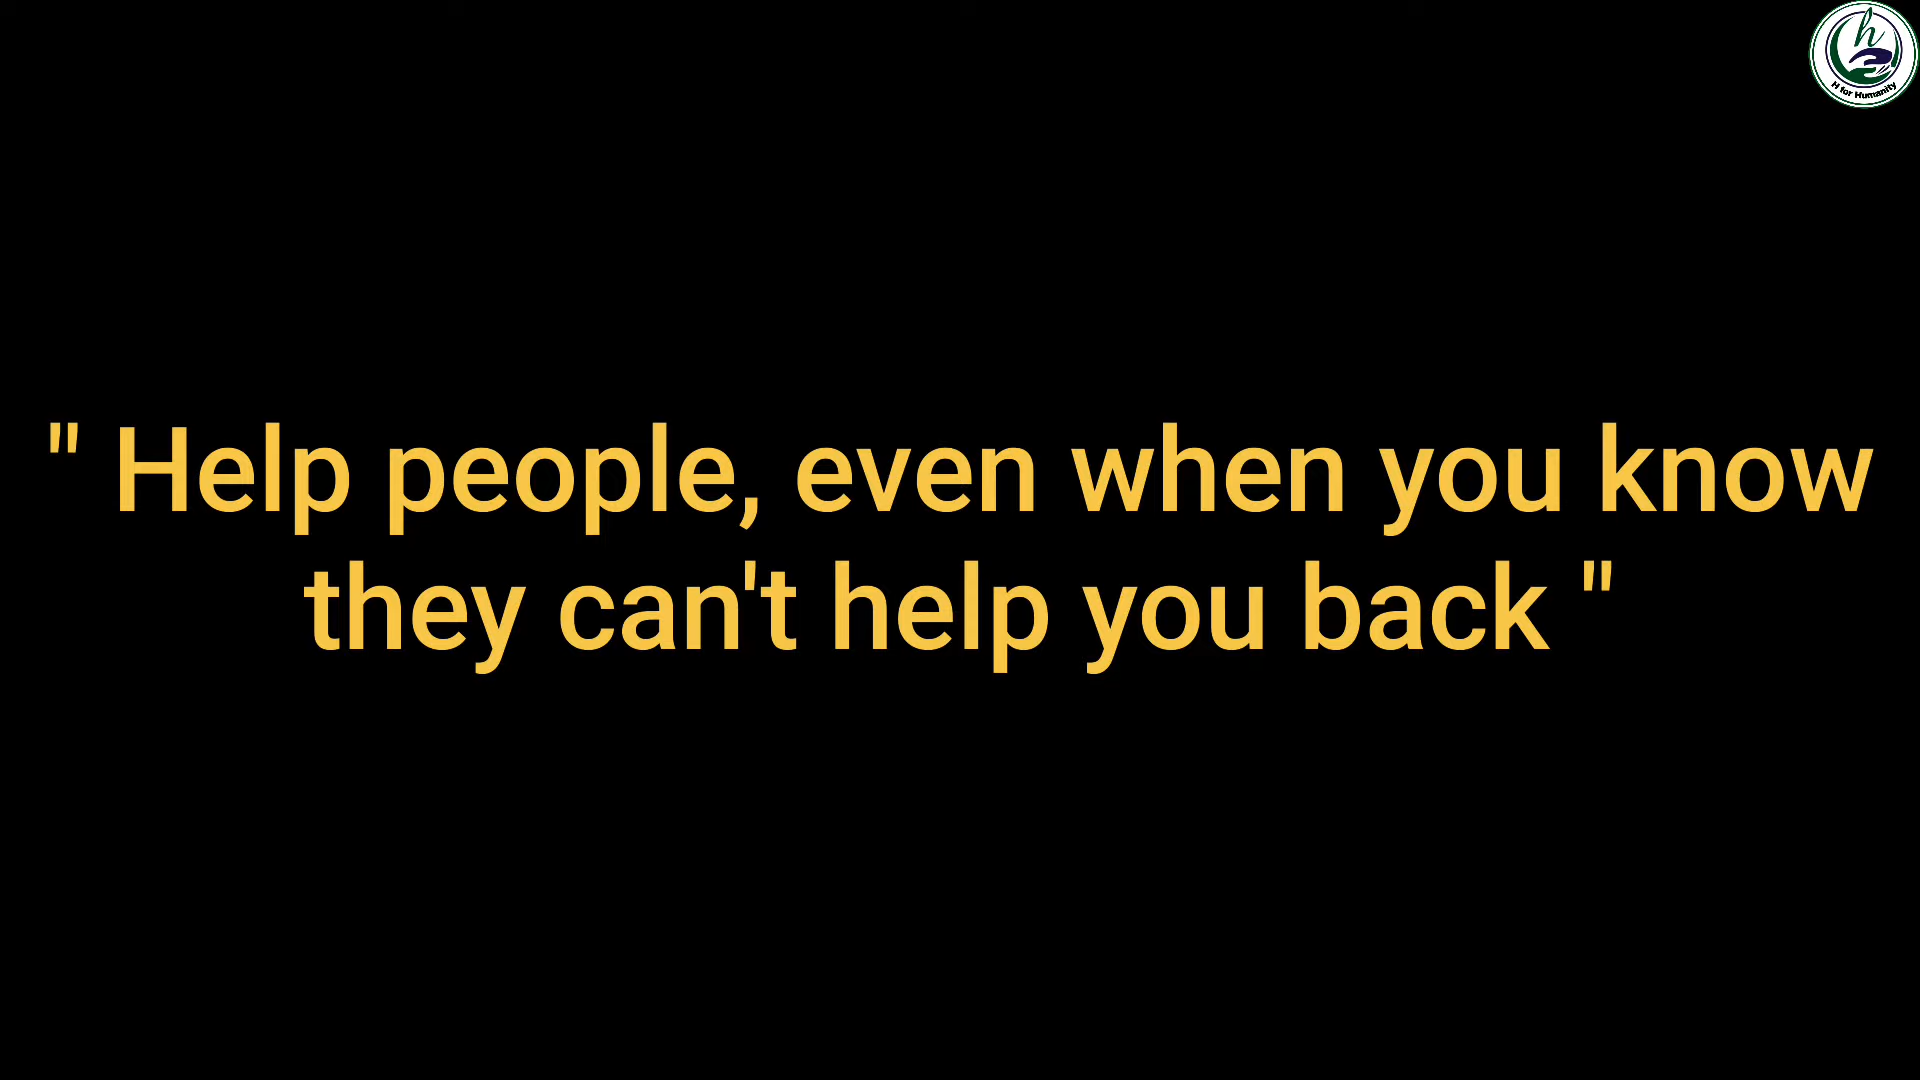 h
H for Humanity
" Help people, even when you know
they can't help you back "